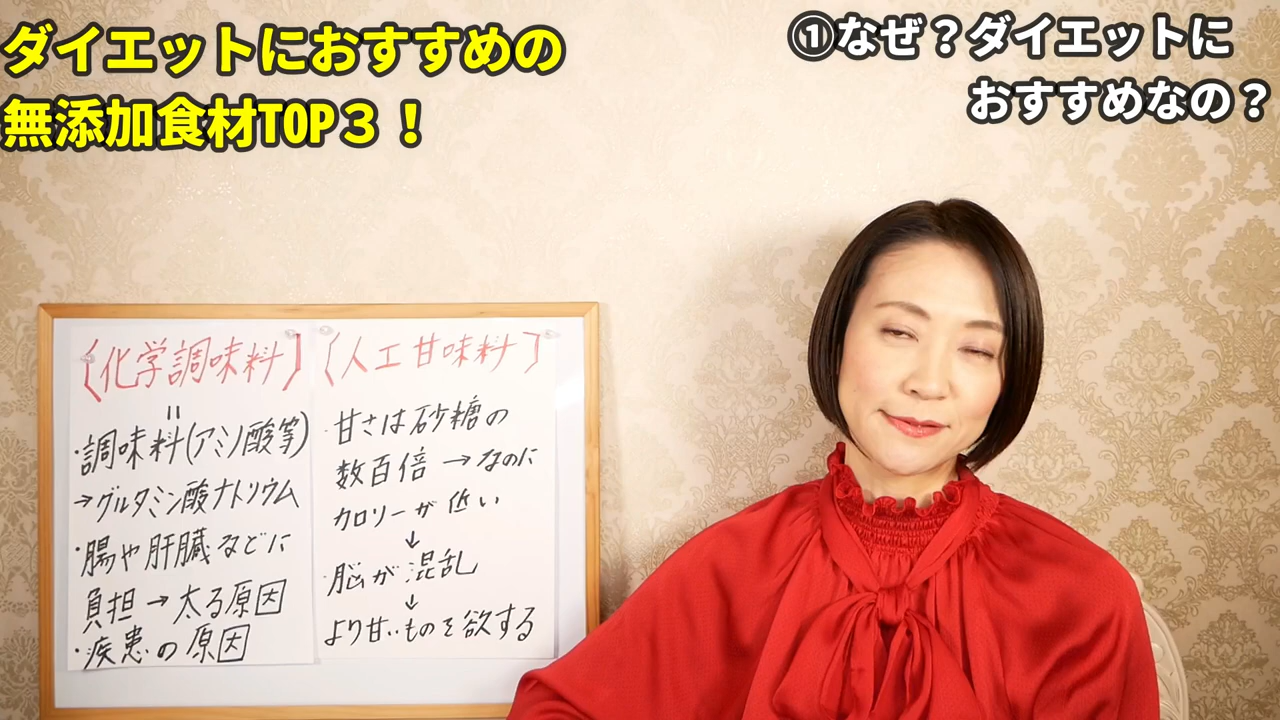 ダイエットにおすすめの
無添加食材TOP３！
①なぜ？ダイエットに
おすすめなの？
〔化学調味料〕
〃
・調味料(アミノ酸等)
→グルタミン酸ナトリウム
・腸や肝臓などに
負担→太る原因
・疾患の原因
〔人工甘味料〕
・甘さは砂糖の
数百倍→なのに
カロリーが低い
↓
・脳が混乱
↓
より甘いものを欲する